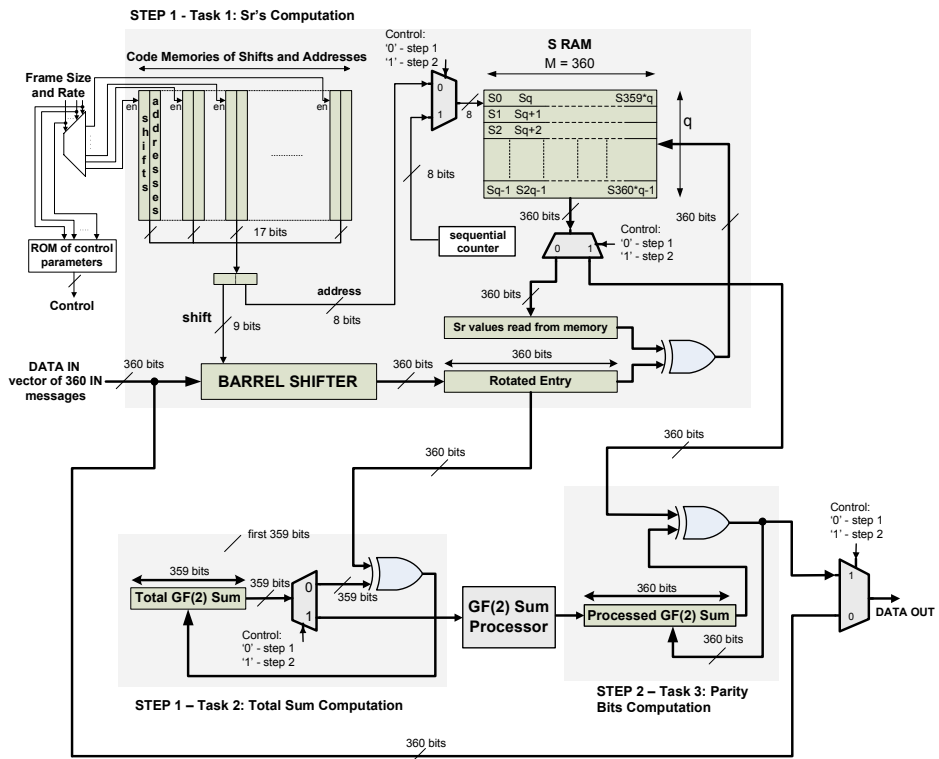 STEP 1 - Task 1: Sr's Computation
Control:
'0' - step 1
'1' - step 2
S RAM
M = 360
Code Memories of Shifts and Addresses
Frame Size
and Rate
en
shifts
addresses
en
en
en
..........
0
1
8
S0 Sq S359*q
S1 Sq+1
S2 Sq+2
Sq-1 S2q-1 S360*q-1
q
8 bits
17 bits
ROM of control
parameters
Control
sequential
counter
360 bits
360 bits
0 1
Control:
'0' - step 1
'1' - step 2
address
8 bits
shift
9 bits
360 bits
Sr values read from memory
DATA IN
vector of 360 IN
messages
360 bits
BARREL SHIFTER
360 bits
360 bits
Rotated Entry
360 bits
360 bits
first 359 bits
359 bits
Total GF(2) Sum
359 bits
0
1
359 bits
Control:
'0' - step 1
'1' - step 2
GF(2) Sum
Processor
360 bits
Processed GF(2) Sum
360 bits
Control:
'0' - step 1
'1' - step 2
1
0
DATA OUT
STEP 1 – Task 2: Total Sum Computation
STEP 2 – Task 3: Parity
Bits Computation
360 bits